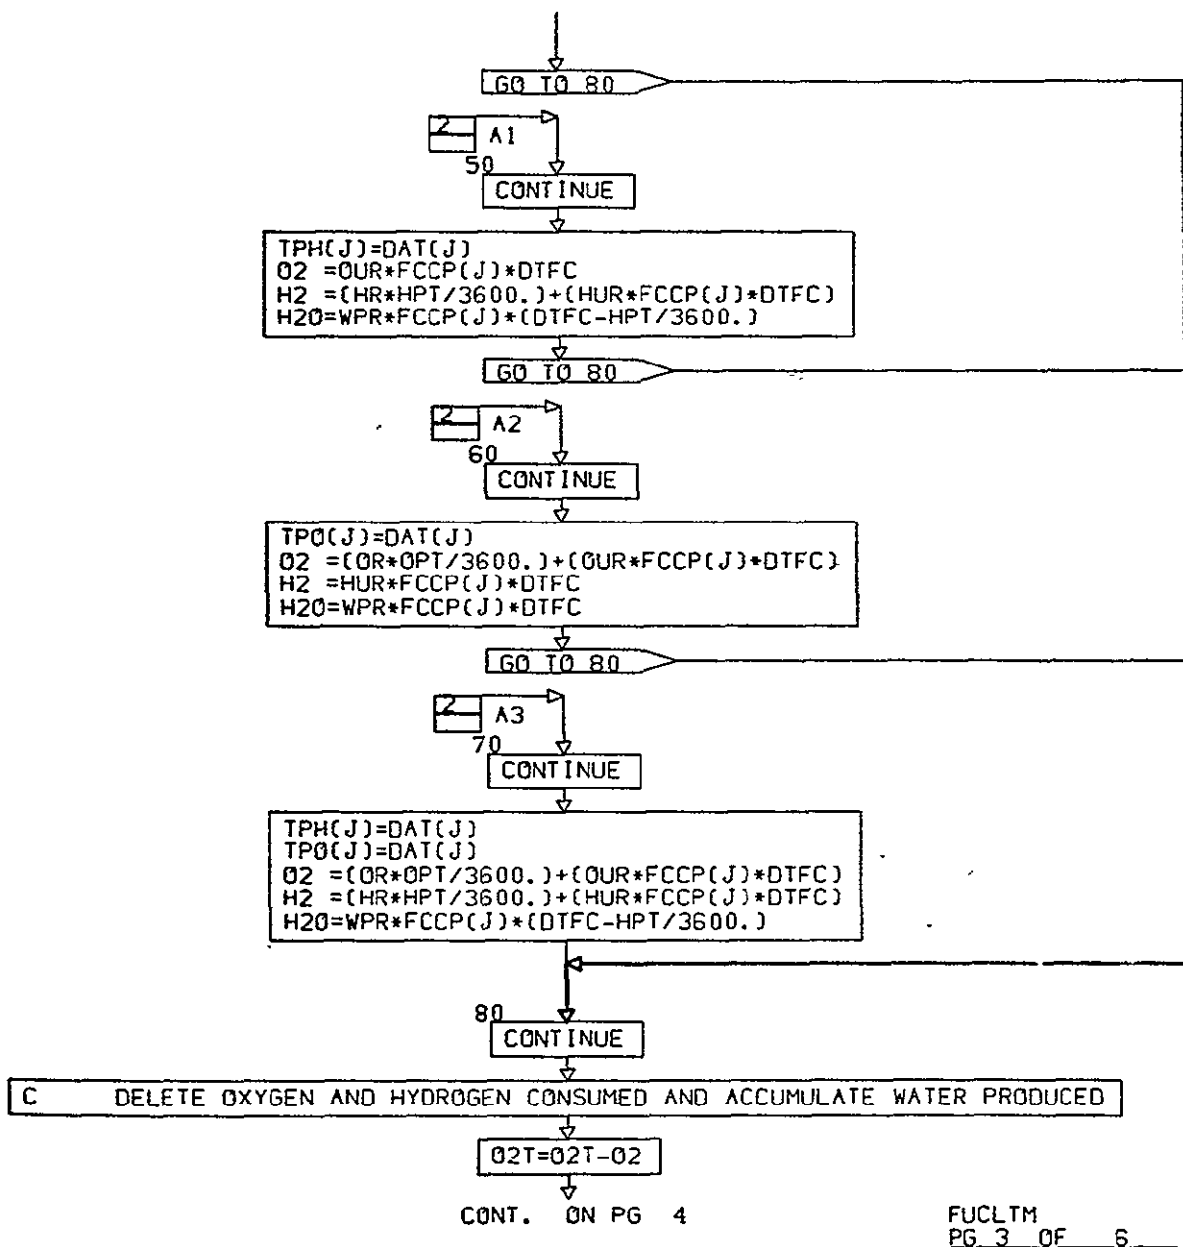 GO TO 80
2
A1
50
CONTINUE
TPH(J)=DAT(J)
O2 =OUR*FCCP(J)*DTFC
H2 =(HR*HPT/3600.)+(HUR*FCCP(J)*DTFC)
H2O=WPR*FCCP(J)*(DTFC-HPT/3600.)
GO TO 80
2
A2
60
CONTINUE
TPO(J)=DAT(J)
O2 =(OR*OPT/3600.)+(OUR*FCCP(J)*DTFC)
H2 =HUR*FCCP(J)*DTFC
H2O=WPR*FCCP(J)*DTFC
GO TO 80
2
A3
70
CONTINUE
TPH(J)=DAT(J)
TPO(J)=DAT(J)
O2 =(OR*OPT/3600.)+(OUR*FCCP(J)*DTFC)
H2 =(HR*HPT/3600.)+(HUR*FCCP(J)*DTFC)
H2O=WPR*FCCP(J)*(DTFC-HPT/3600.)
80
CONTINUE
C DELETE OXYGEN AND HYDROGEN CONSUMED AND ACCUMULATE WATER PRODUCED
O2T=O2T-O2
CONT. ON PG 4
FUCLTM
PG 3 OF 6